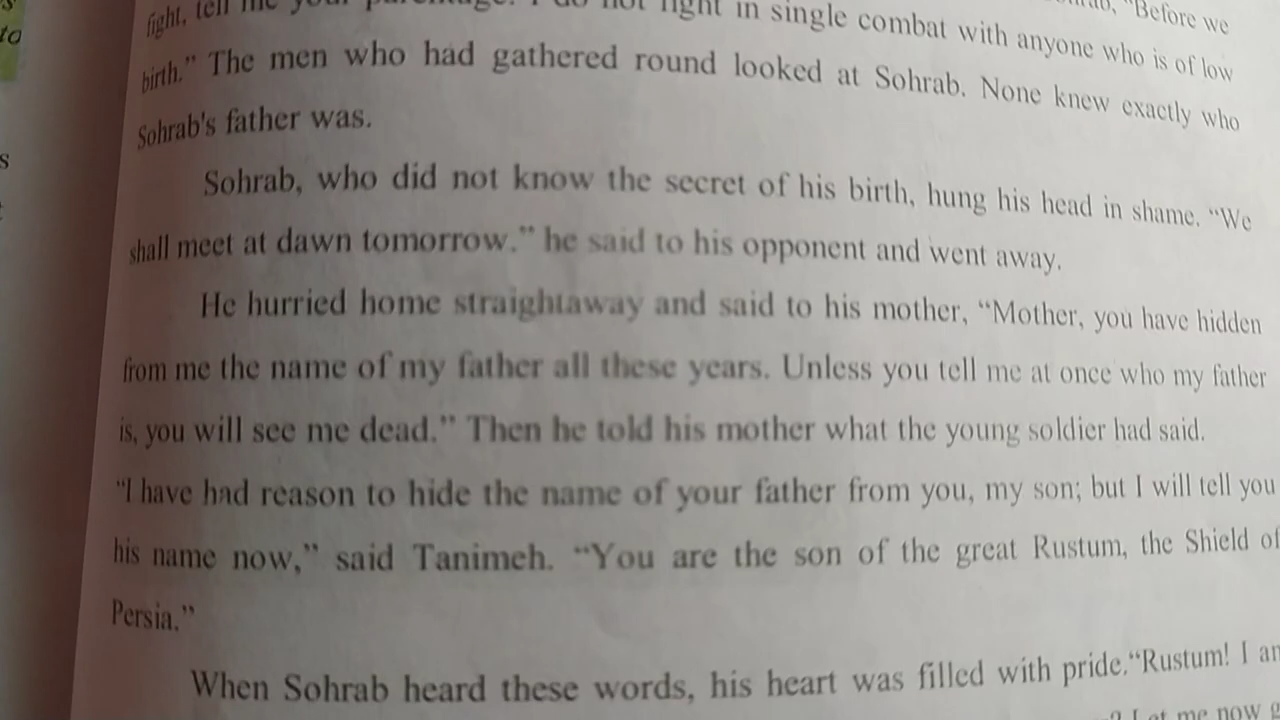 to
s
fight, tell me your parentage. I do not fight in single combat with anyone who is of low
"Before we
birth." The men who had gathered round looked at Sohrab. None knew exactly who
Sohrab's father was.
Sohrab, who did not know the secret of his birth, hung his head in shame. "We
shall meet at dawn tomorrow." he said to his opponent and went away.
He hurried home straightaway and said to his mother, "Mother, you have hidden
from me the name of my father all these years. Unless you tell me at once who my father
is, you will see me dead." Then he told his mother what the young soldier had said.
"I have had reason to hide the name of your father from you, my son; but I will tell you
his name now," said Tanimeh. "You are the son of the great Rustum, the Shield of
Persia."
When Sohrab heard these words, his heart was filled with pride."Rustum! I
me now